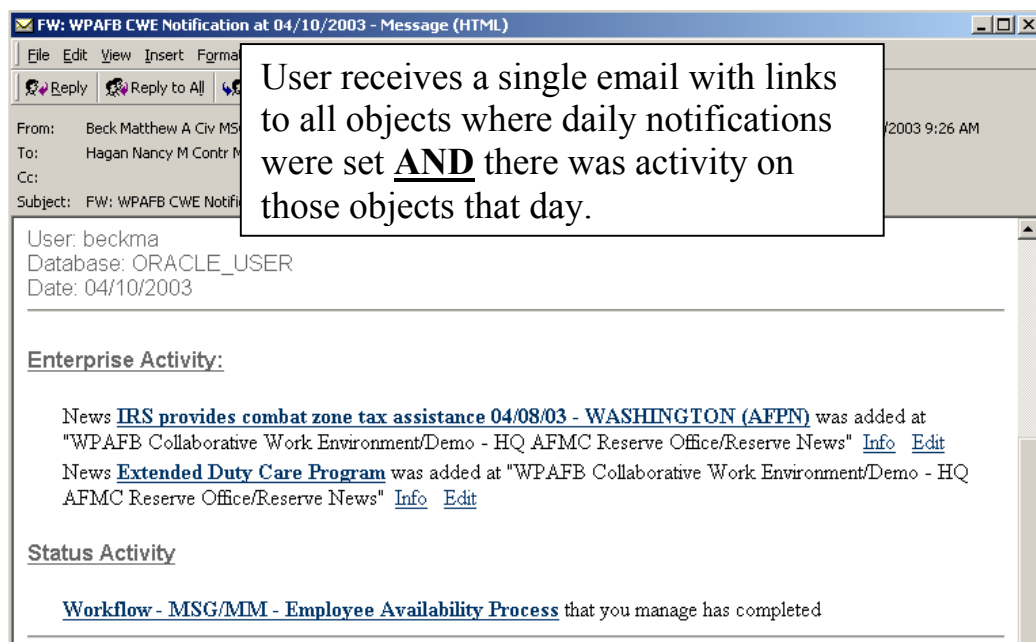 FW: WPAFB CWE Notification at 04/10/2003 - Message (HTML)
File Edit View Insert
Reply Reply to All
User receives a single email with links
to all objects where daily notifications
were set AND there was activity on
those objects that day.
From: Beck Matthew A Civ /2003 9:26 AM
To: Hagan Nancy M Contr
Cc:
Subject: FW: WPAFB CWE
User: beckma
Database: ORACLE_USER
Date: 04/10/2003
Enterprise Activity:
News IRS provides combat zone tax assistance 04/08/03 - WASHINGTON (AFPN) was added at
"WPAFB Collaborative Work Environment/Demo - HQ AFMC Reserve Office/Reserve News" Info Edit
News Extended Duty Care Program was added at "WPAFB Collaborative Work Environment/Demo - HQ
AFMC Reserve Office/Reserve News" Info Edit
Status Activity
Workflow - MSG/MM - Employee Availability Process that you manage has completed